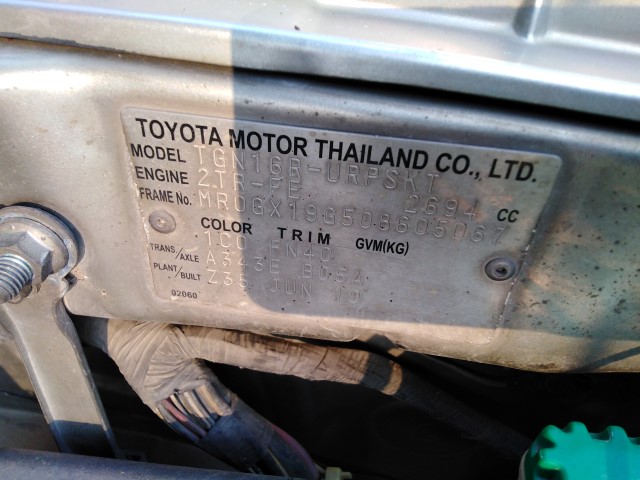 TOYOTA MOTOR THAILAND CO., LTD.
MODEL TGN16R-URPSKT
ENGINE 2TR-FE 2694 CC
FRAME No. MR0GX19G508605067
COLOR TRIM GVM(KG)
1C0 FN40
TRANS/AXLE A343E B05A
PLANT/BUILT Z36 JUN 10
02060